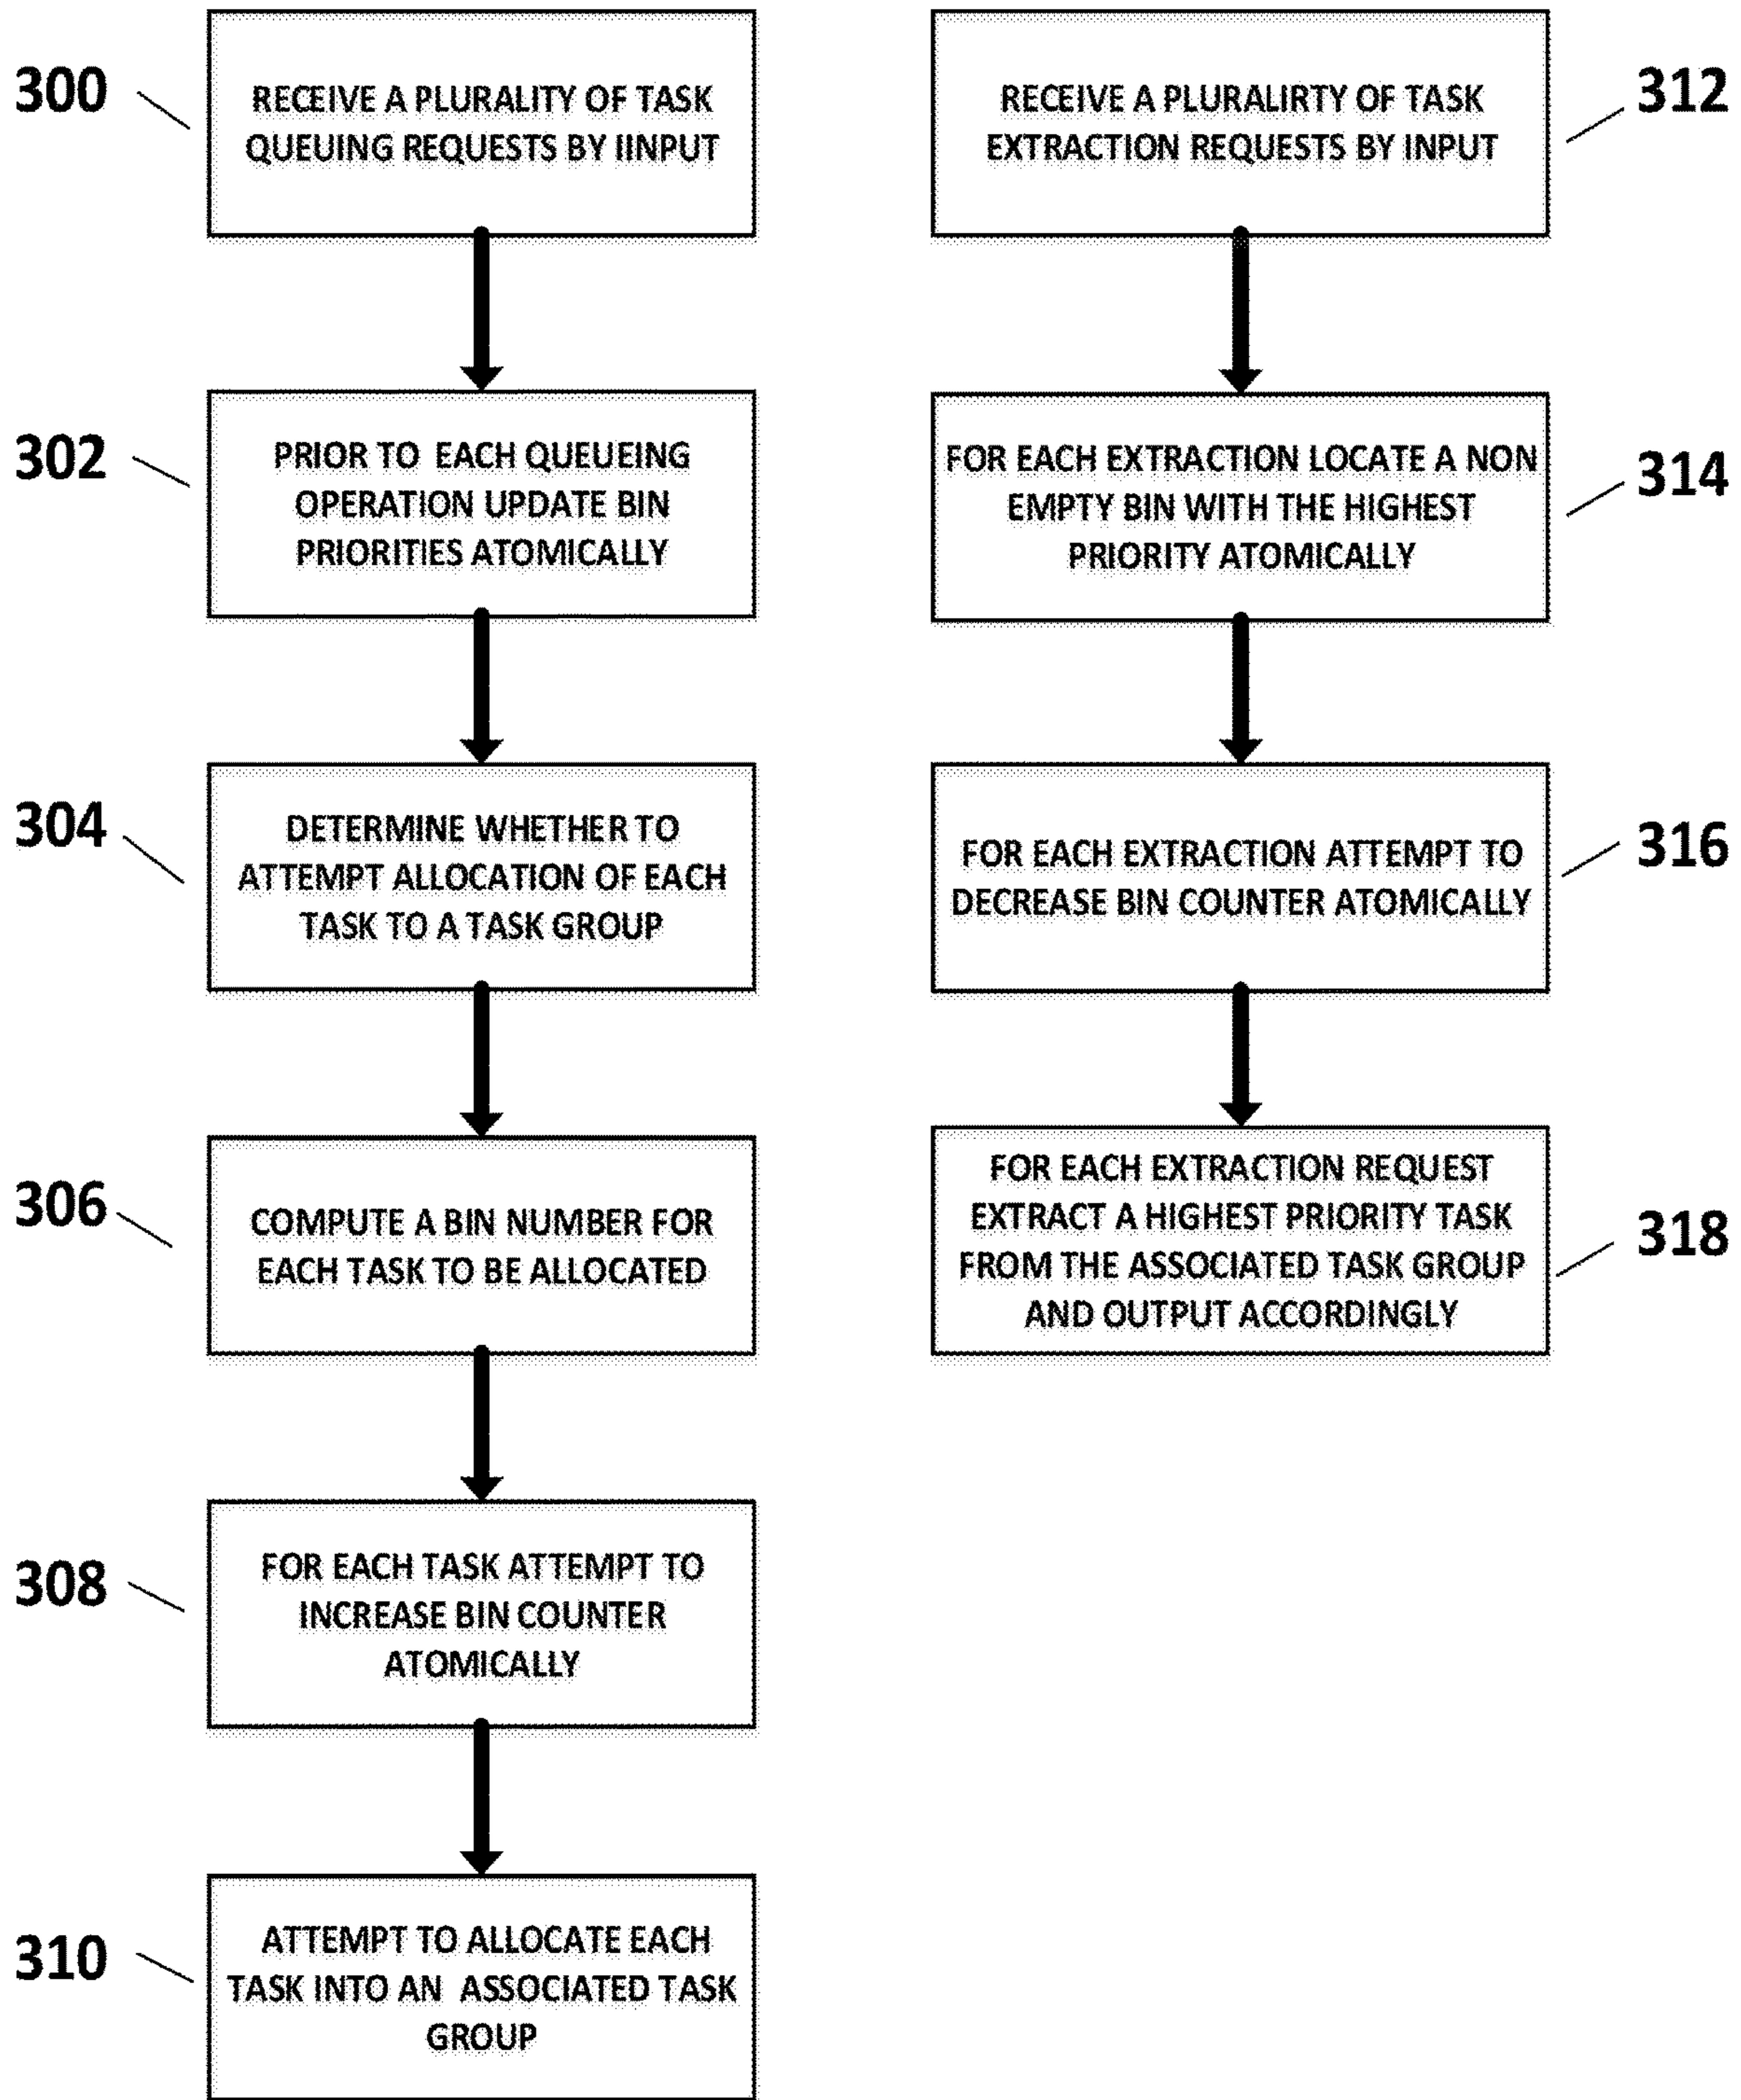 300
RECEIVE A PLURALITY OF TASK
QUEUING REQUESTS BY IINPUT
302
PRIOR TO EACH QUEUEING
OPERATION UPDATE BIN
PRIORITIES ATOMICALLY
304
DETERMINE WHETHER TO
ATTEMPT ALLOCATION OF EACH
TASK TO A TASK GROUP
306
COMPUTE A BIN NUMBER FOR
EACH TASK TO BE ALLOCATED
308
FOR EACH TASK ATTEMPT TO
INCREASE BIN COUNTER
ATOMICALLY
310
ATTEMPT TO ALLOCATE EACH
TASK INTO AN ASSOCIATED TASK
GROUP
312
RECEIVE A PLURALIRTY OF TASK
EXTRACTION REQUESTS BY INPUT
314
FOR EACH EXTRACTION LOCATE A NON
EMPTY BIN WITH THE HIGHEST
PRIORITY ATOMICALLY
316
FOR EACH EXTRACTION ATTEMPT TO
DECREASE BIN COUNTER ATOMICALLY
318
FOR EACH EXTRACTION REQUEST
EXTRACT A HIGHEST PRIORITY TASK
FROM THE ASSOCIATED TASK GROUP
AND OUTPUT ACCORDINGLY